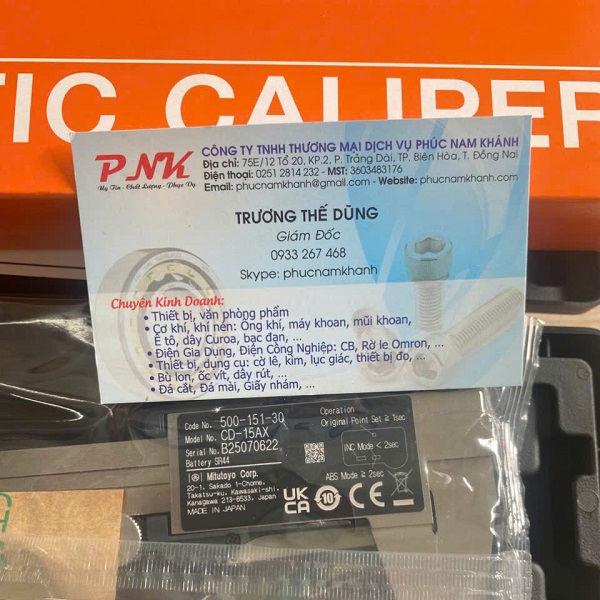 TIC CALIPER
PNK
Uy Tín - Chất Lượng - Phục Vụ
CÔNG TY TNHH THƯƠNG MẠI DỊCH VỤ PHÚC NAM KHÁNH
Địa chỉ: 75E/12 Tổ 20, KP.2, P. Trảng Dài, TP. Biên Hòa, T. Đồng Nai
Điện thoại: 0251 2814 232 - MST: 3603483176
Email: phucnamkhanh@gmail.com - Website: phucnamkhanh.com
TRƯƠNG THẾ DŨNG
Giám Đốc
0933 267 468
Skype: phucnamkhanh
Chuyên Kinh Doanh:
• Thiết bị, văn phòng phẩm
• Cơ khí, khí nén: Ống khí, máy khoan, mũi khoan,
Ê tô, dây Curoa, bạc đạn, ...
• Điện Gia Dụng, Điện Công Nghiệp: CB, Rờ le Omron, ...
• Thiết bị, dụng cụ: cờ lê, kìm, lục giác, thiết bị đo, ...
• Bù lon, ốc vít, dây rút, ...
• Đá cắt, Đá mài, Giấy nhám, ...
Code No. 500-151-30
Model No. CD-15AX
Serial No. B25070622
Battery SR44
Mitutoyo Corp.
20-1, Sakado 1-Chome,
Takatsu-ku, Kawasaki-shi,
Kanagawa 213-8533, Japan
MADE IN JAPAN
UK
CA
10
Operation
Original Point Set ≥ 1sec
INC Mode < 2sec
ABS Mode ≥ 2sec